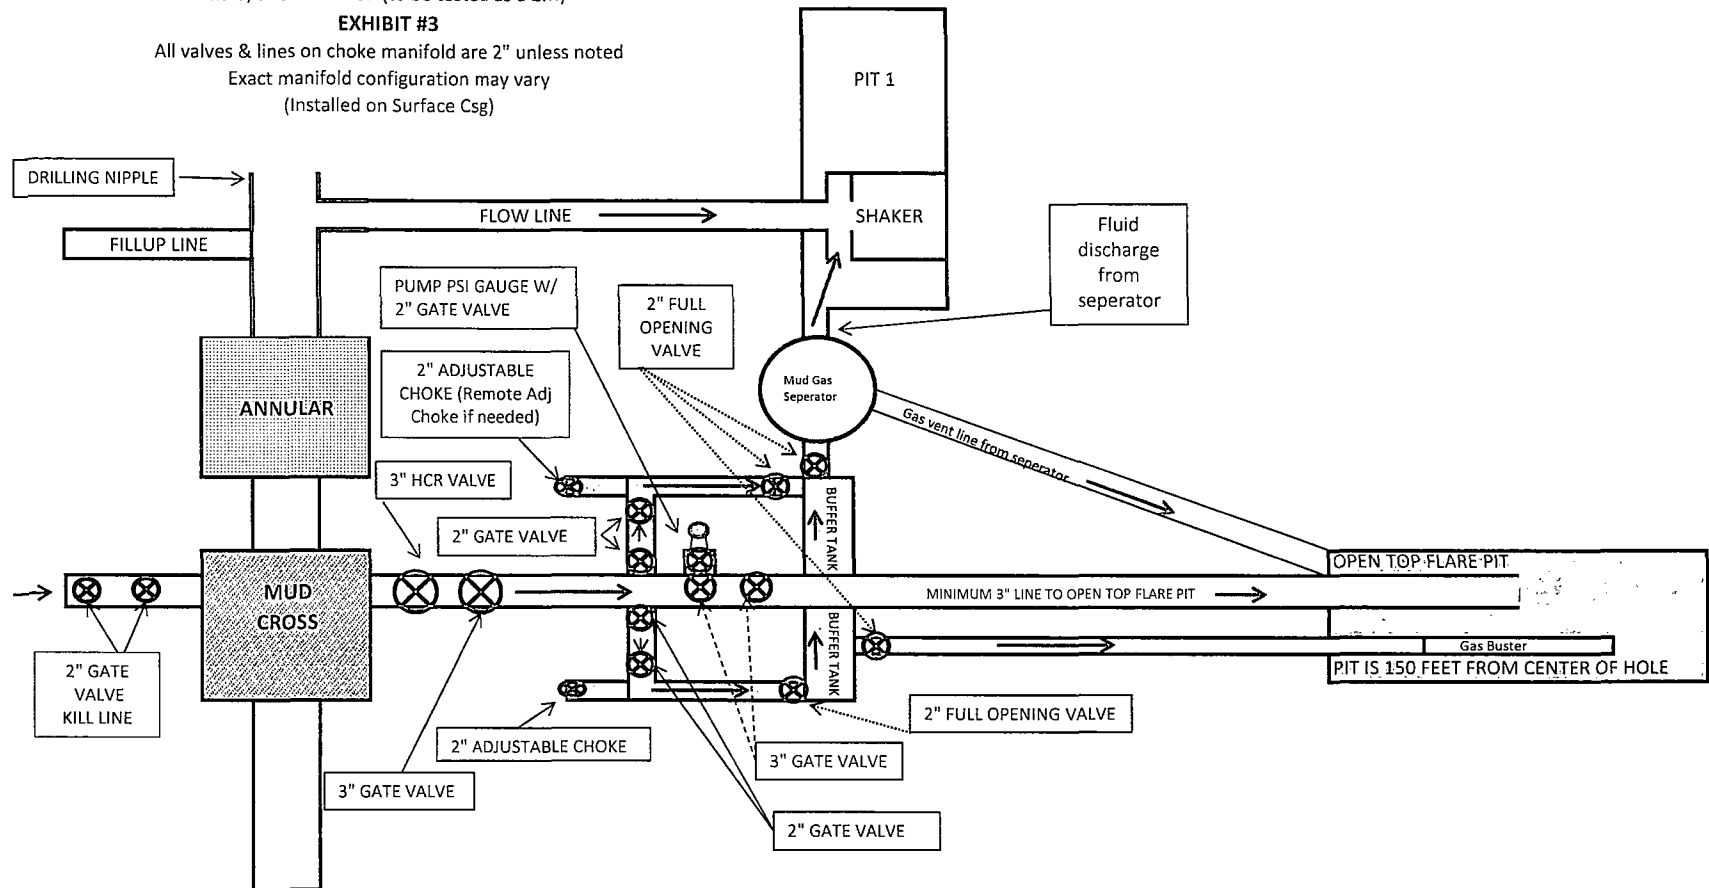 EXHIBIT #3
All valves & lines on choke manifold are 2" unless noted
Exact manifold configuration may vary
(Installed on Surface Csg)
PIT 1
DRILLING NIPPLE
FLOW LINE
SHAKER
FILLUP LINE
Fluid
discharge
from
seperator
PUMP PSI GAUGE W/
2" GATE VALVE
2" FULL
OPENING
VALVE
2" ADJUSTABLE
CHOKE (Remote Adj
Choke if needed)
Mud Gas
Seperator
ANNULAR
Gas vent line from seperator
3" HCR VALVE
2" GATE VALVE
BUFFER TANK
OPEN TOP FLARE PIT
MUD
CROSS
MINIMUM 3" LINE TO OPEN TOP FLARE PIT
BUFFER TANK
Gas Buster
PIT IS 150 FEET FROM CENTER OF HOLE
2" GATE
VALVE
KILL LINE
2" FULL OPENING VALVE
2" ADJUSTABLE CHOKE
3" GATE VALVE
3" GATE VALVE
2" GATE VALVE